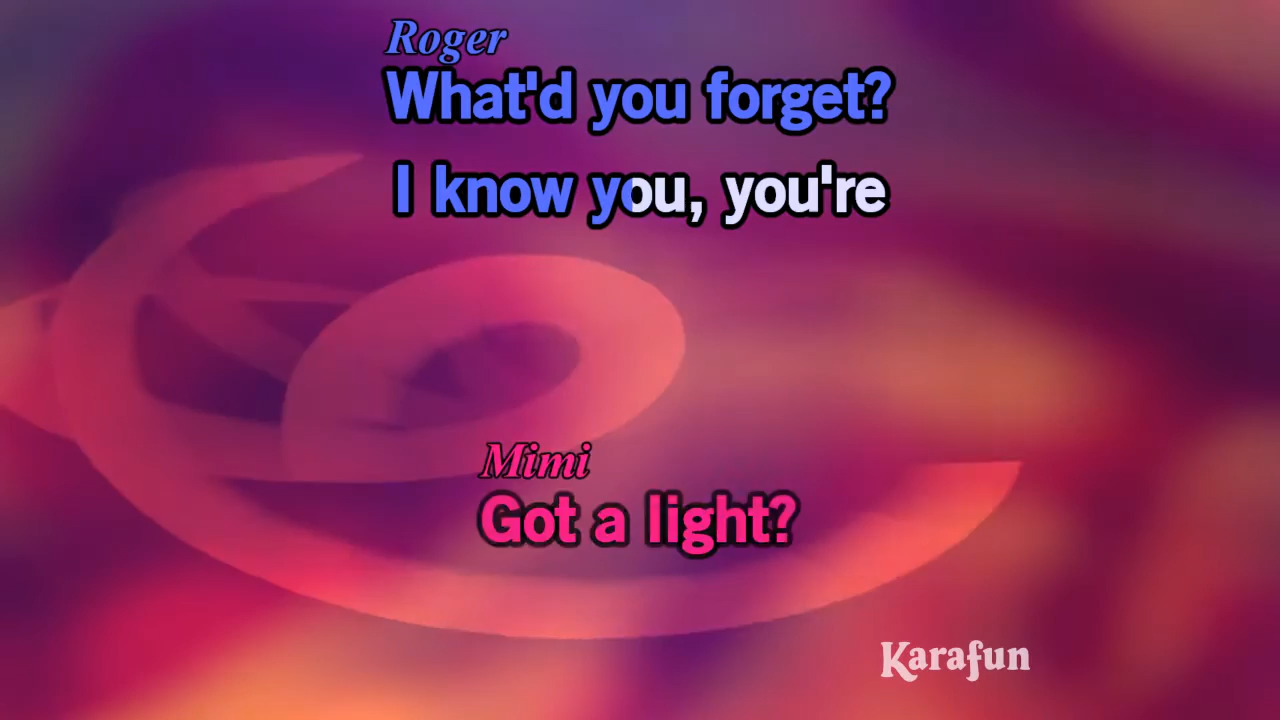 Roger
What'd you forget?
I know you, you're
Mimi
Got a light?
Karafun